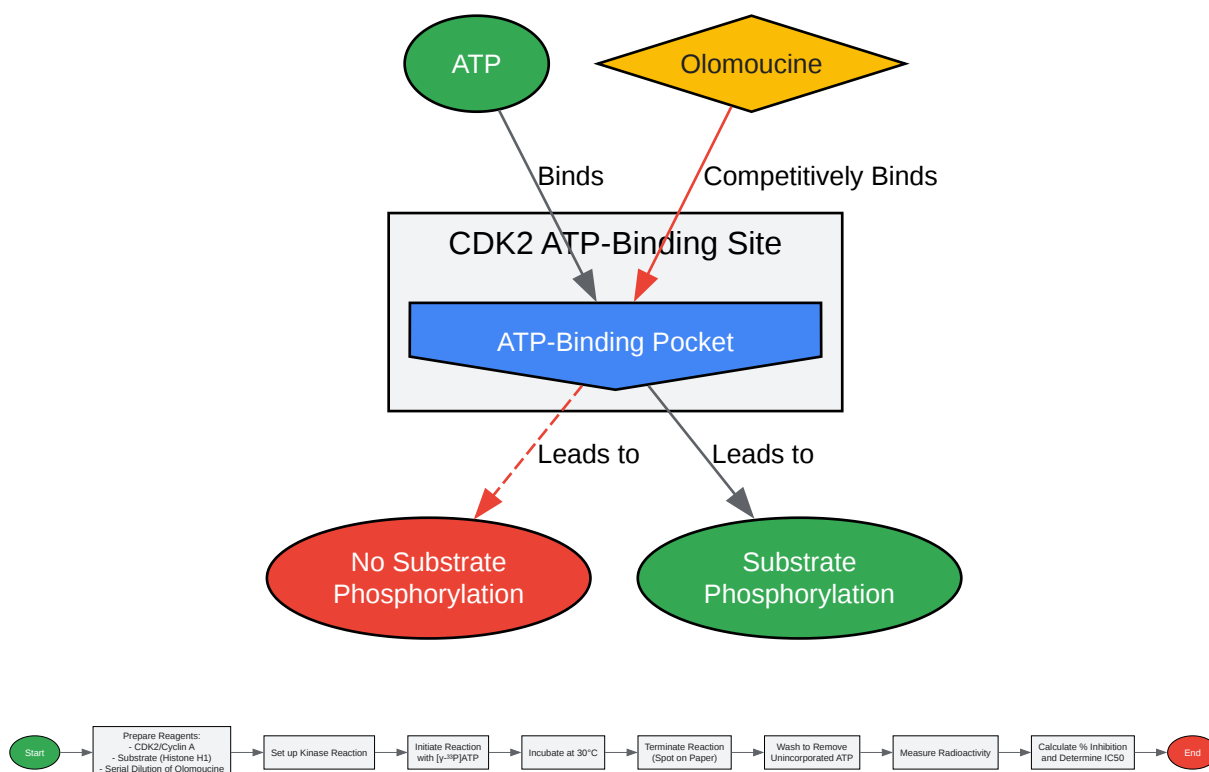 ATP
Olomoucine
Binds
Competitively Binds
CDK2 ATP-Binding Site
ATP-Binding Pocket
Leads to
Leads to
No Substrate
Phosphorylation
Substrate
Phosphorylation
Start
Prepare Reagents:
- CDK2/Cyclin A
- Substrate (Histone H1)
- Serial Dilution of Olomoucine
Set up Kinase Reaction
Initiate Reaction
with [γ-³³P]ATP
Incubate at 30°C
Terminate Reaction
(Spot on Paper)
Wash to Remove
Unincorporated ATP
Measure Radioactivity
Calculate % Inhibition
and Determine IC50
End